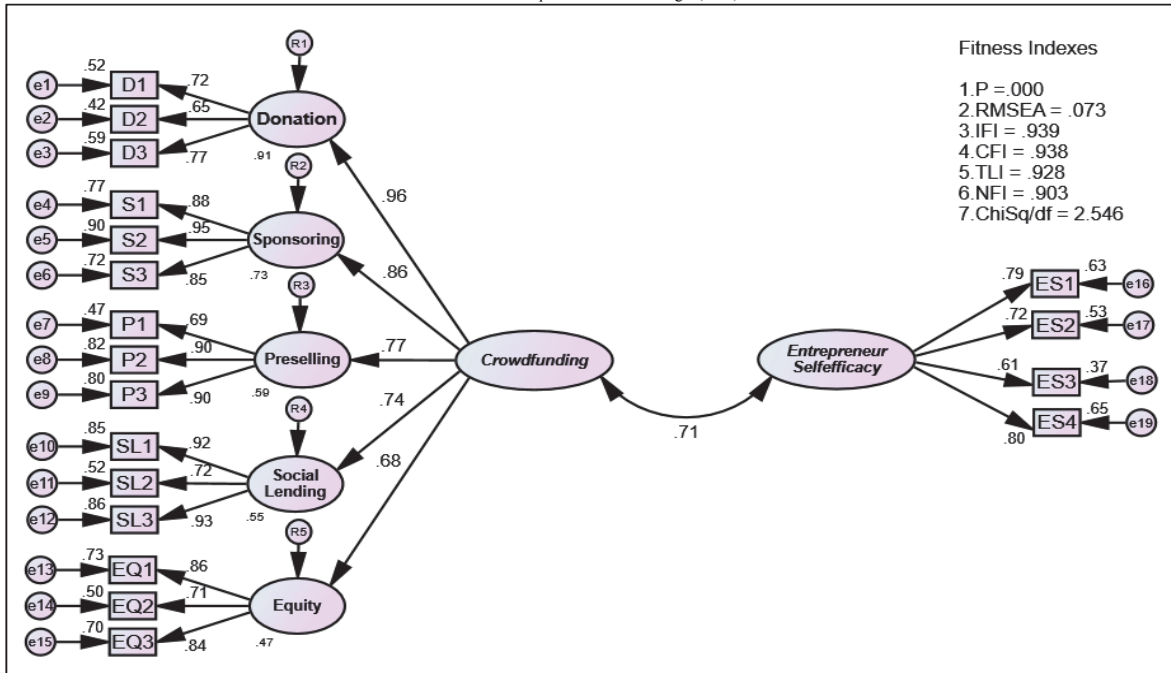 R1
.52
e1
D1
.72
.42
e2
D2
.65
Donation
.59
e3
D3
.77
.91
R2
.96
.77
e4
S1
.88
.90
e5
S2
.95
Sponsoring
.72
e6
S3
.85
.73
.86
R3
.47
e7
P1
.69
.82
e8
P2
.90
Preselling
.77
.80
e9
P3
.90
.59
R4
.74
.85
e10
SL1
.92
.52
e11
SL2
.72
Social
Lending
.86
e12
SL3
.93
.55
.68
R5
.73
e13
EQ1
.86
.50
e14
EQ2
.71
Equity
.70
e15
EQ3
.84
.47
Crowdfunding
.71
Entrepreneur
Selfefficacy
Fitness Indexes
1.P =.000
2.RMSEA = .073
3.IFI = .939
4.CFI = .938
5.TLI = .928
6.NFI = .903
7.ChiSq/df = 2.546
.79
ES1
.63
e16
.72
ES2
.53
e17
.61
ES3
.37
e18
.80
ES4
.65
e19